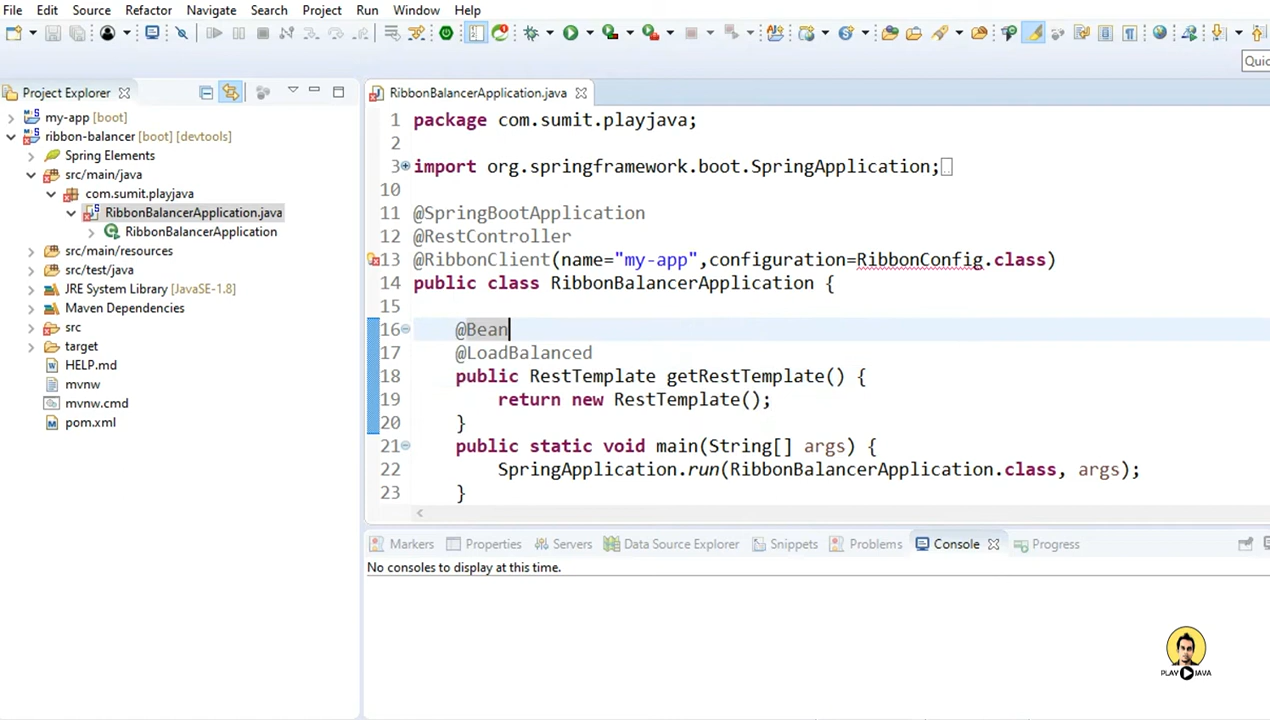 File Edit Source Refactor Navigate Search Project Run Window Help
Quic
Project Explorer
my-app [boot]
ribbon-balancer [boot] [devtools]
Spring Elements
src/main/java
com.sumit.playjava
RibbonBalancerApplication.java
RibbonBalancerApplication
src/main/resources
src/test/java
JRE System Library [JavaSE-1.8]
Maven Dependencies
src
target
HELP.md
mvnw
mvnw.cmd
pom.xml
RibbonBalancerApplication.java
1 package com.sumit.playjava;
2
3 import org.springframework.boot.SpringApplication;
10
11 @SpringBootApplication
12 @RestController
13 @RibbonClient(name="my-app",configuration=RibbonConfig.class)
14 public class RibbonBalancerApplication {
15
16 @Bean
17 @LoadBalanced
18 public RestTemplate getRestTemplate() {
19 return new RestTemplate();
20 }
21 public static void main(String[] args) {
22 SpringApplication.run(RibbonBalancerApplication.class, args);
23 }
Markers Properties Servers Data Source Explorer Snippets Problems Console Progress
No consoles to display at this time.
PLAY JAVA